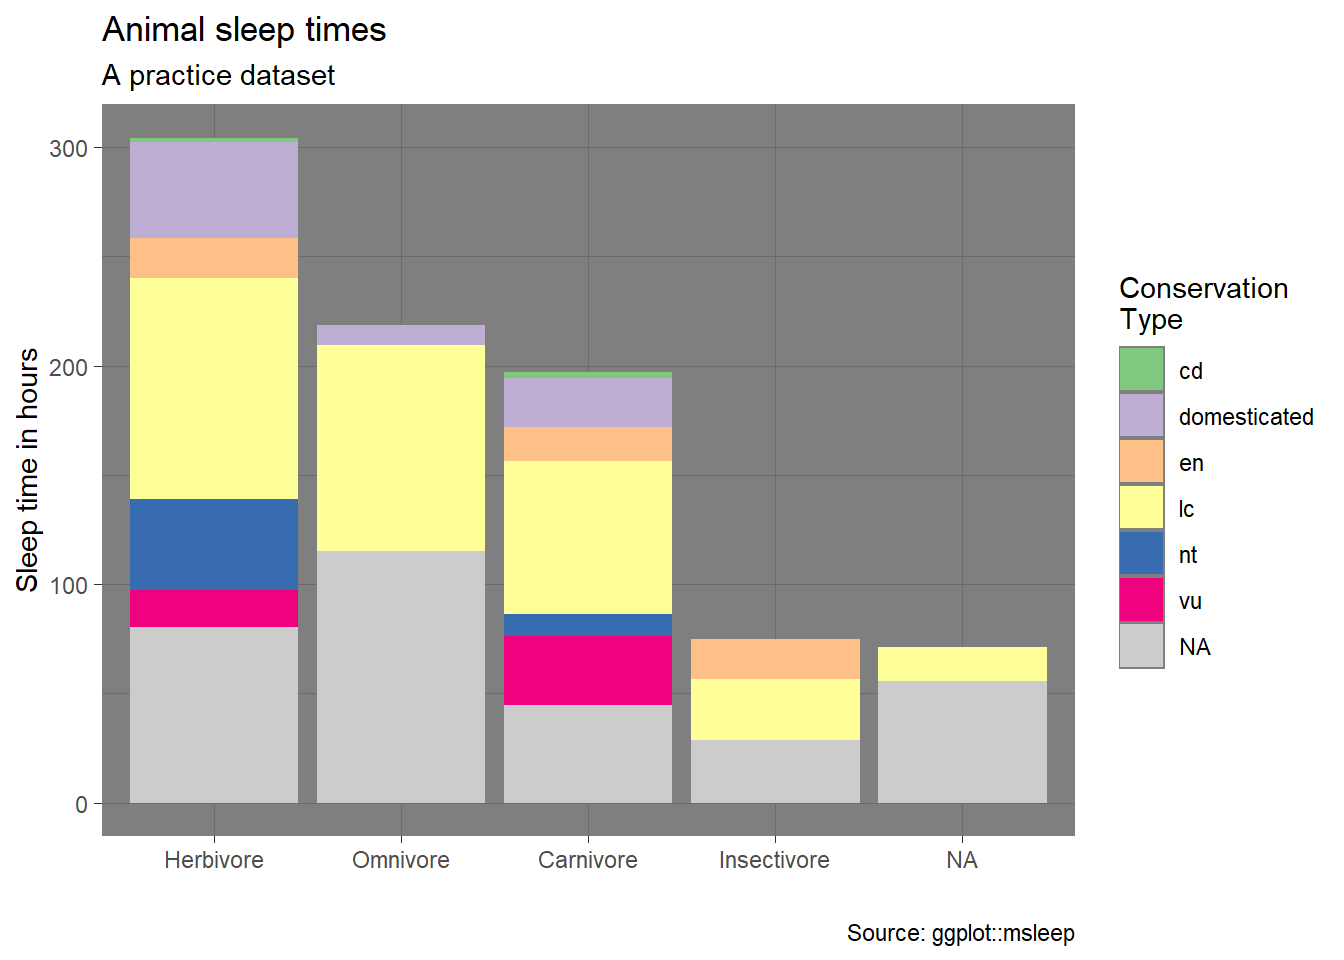 Animal sleep times
A practice dataset
300
200
100
0
Sleep time in hours
Herbivore
Omnivore
Carnivore
Insectivore
NA
Conservation
Type
cd
domesticated
en
lc
nt
vu
NA
Source: ggplot::msleep